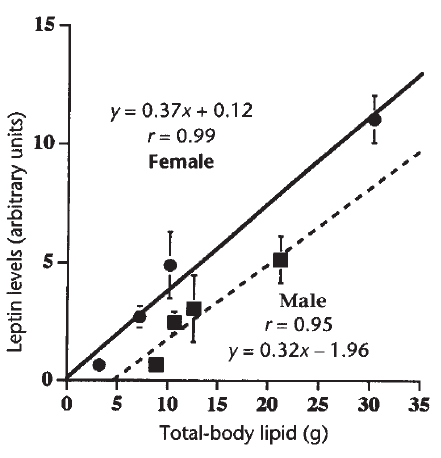 15
10
5
0
Leptin levels (arbitrary units)
y = 0.37x + 0.12
r = 0.99
Female
Male
r = 0.95
y = 0.32x – 1.96
0 5 10 15 20 25 30 35
Total-body lipid (g)